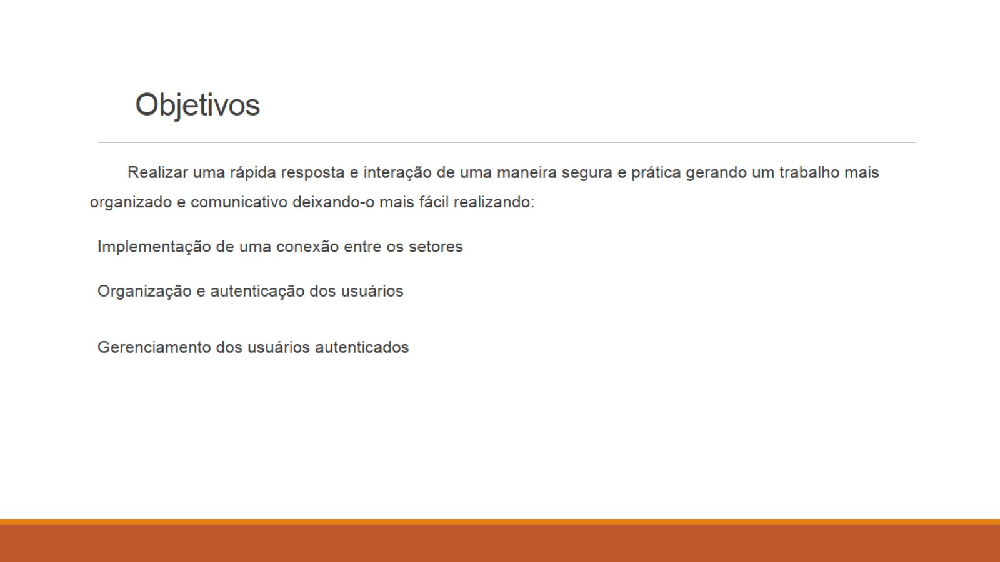 Objetivos
Realizar uma rápida resposta e interação de uma maneira segura e prática gerando um trabalho mais
organizado e comunicativo deixando-o mais fácil realizando:
Implementação de uma conexão entre os setores
Organização e autenticação dos usuários
Gerenciamento dos usuários autenticados